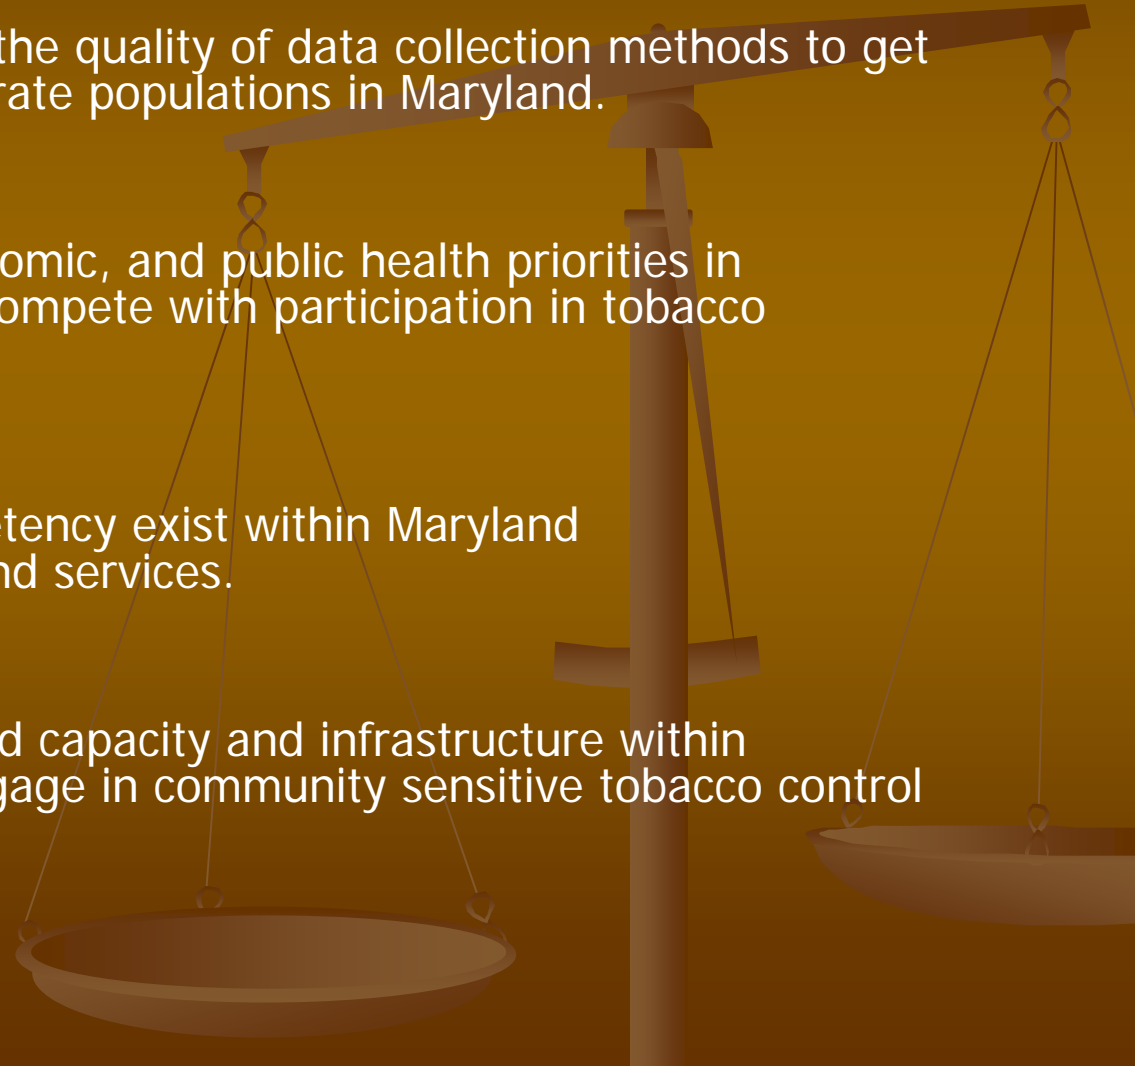 the quality of data collection methods to get
rate populations in Maryland.
omic, and public health priorities in
ompete with participation in tobacco
etency exist within Maryland
nd services.
d capacity and infrastructure within
gage in community sensitive tobacco control